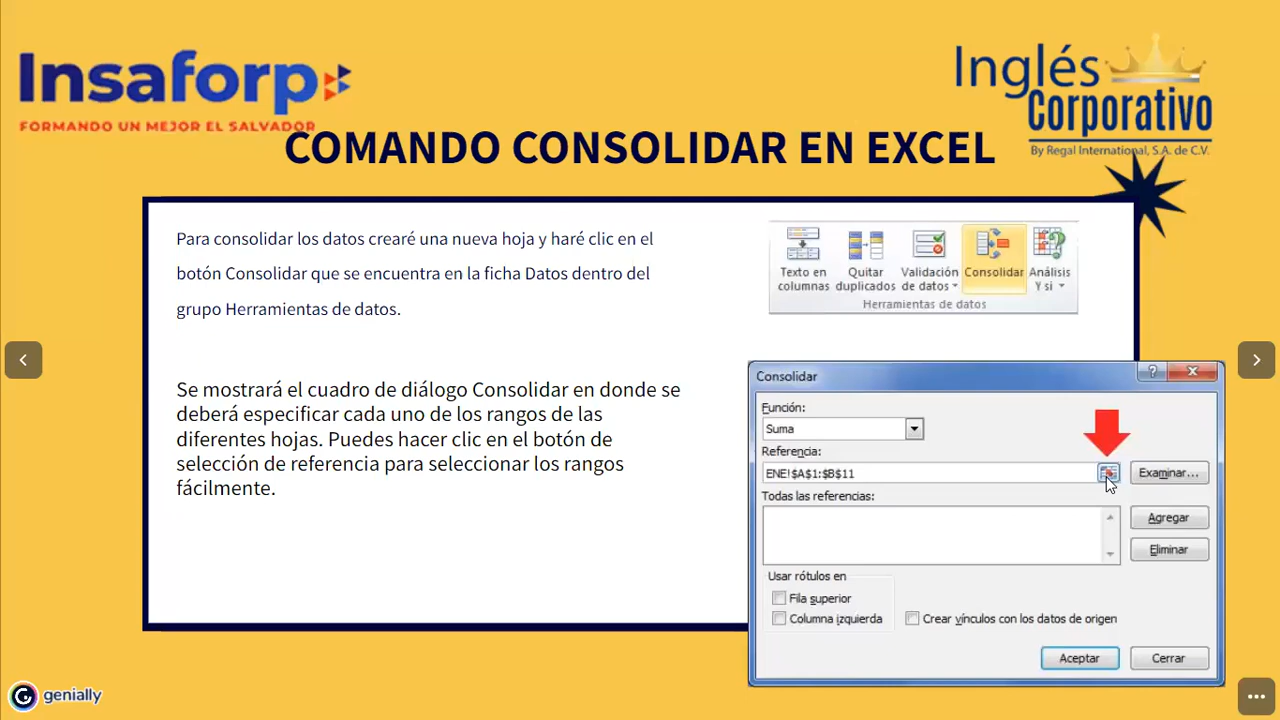 Insaforp
FORMANDO UN MEJOR EL SALVADOR
Inglés
Corporativo
By Regal International, S.A. de C.V.
COMANDO CONSOLIDAR EN EXCEL
Para consolidar los datos crearé una nueva hoja y haré clic en el
botón Consolidar que se encuentra en la ficha Datos dentro del
grupo Herramientas de datos.
Se mostrará el cuadro de diálogo Consolidar en donde se
deberá especificar cada uno de los rangos de las
diferentes hojas. Puedes hacer clic en el botón de
selección de referencia para seleccionar los rangos
fácilmente.
Texto en
columnas
Quitar
duplicados
Validación
de datos
Consolidar
Análisis
Y si
Herramientas de datos
Consolidar
Función:
Suma
Referencia:
ENE!$A$1:$B$11
Examinar...
Todas las referencias:
Agregar
Eliminar
Usar rótulos en
Fila superior
Columna izquierda
Crear vínculos con los datos de origen
Aceptar
Cerrar
genially